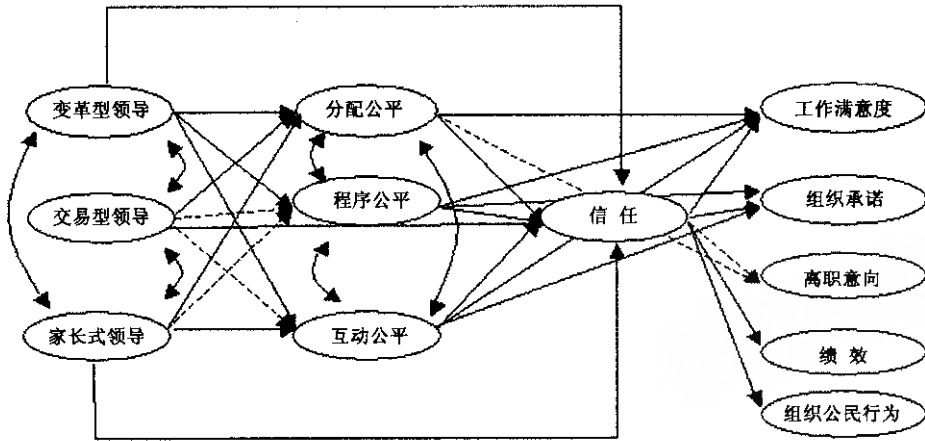 变革型领导
分配公平
工作满意度
交易型领导
程序公平
信 任
组织承诺
离职意向
家长式领导
互动公平
绩 效
组织公民行为